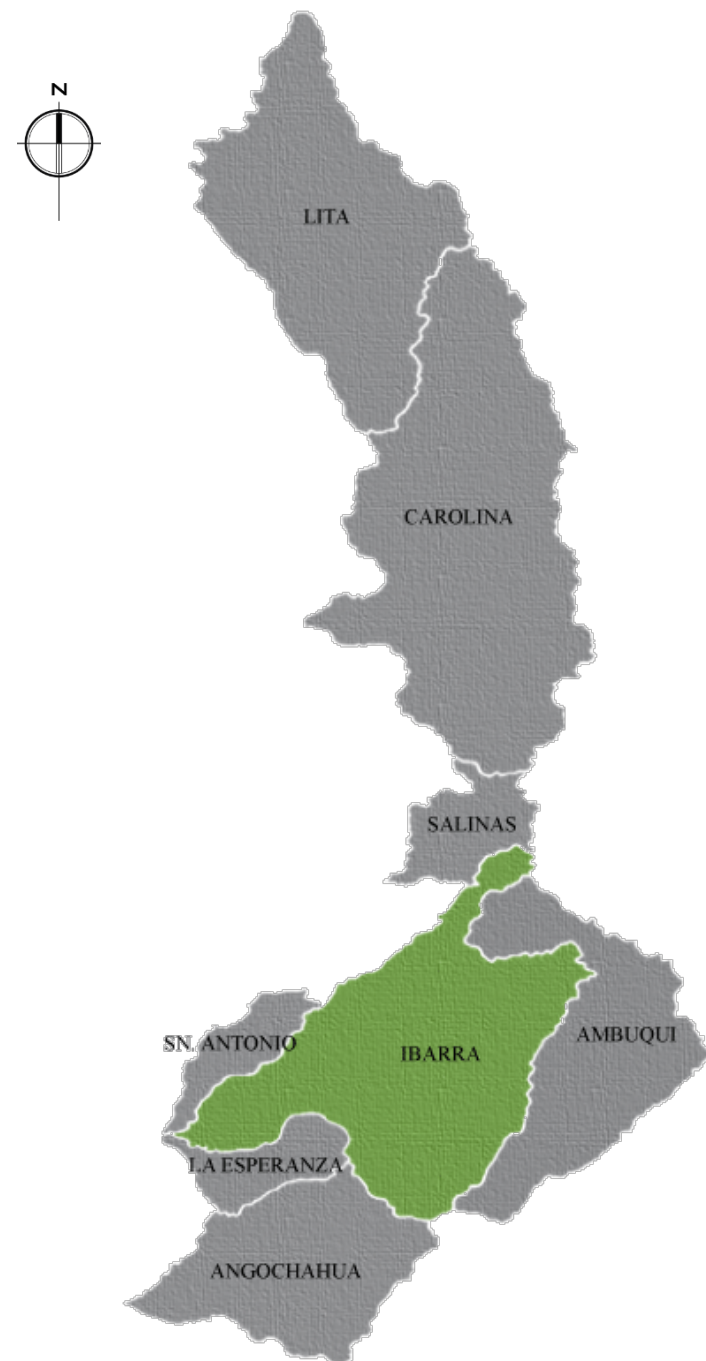 N
LITA
CAROLINA
SALINAS
SN. ANTONIO
IBARRA
AMBUQUI
LA ESPERANZA
ANGOCHAHUA